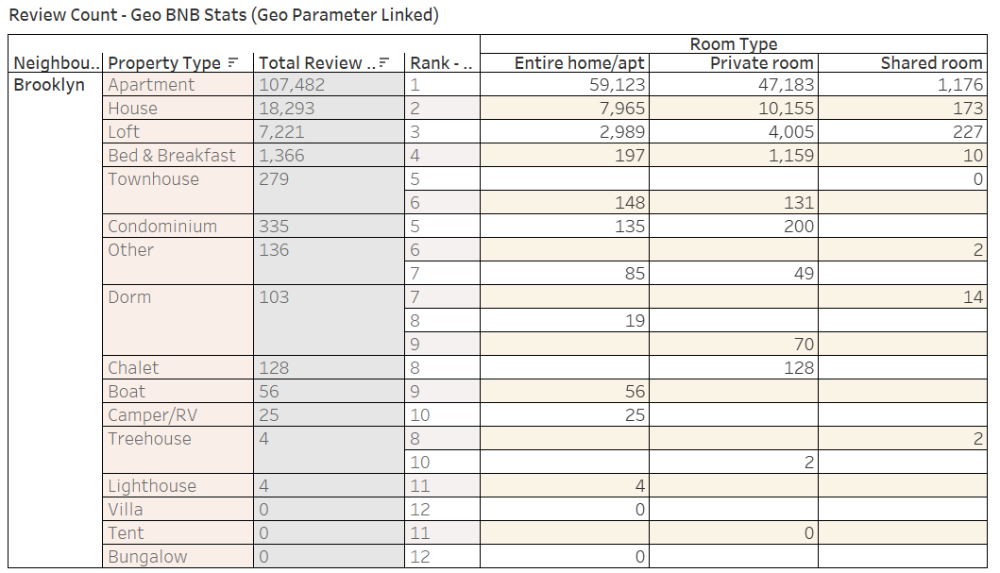 Review Count - Geo BNB Stats (Geo Parameter Linked)
Room Type
Neighbou.. Property Type Total Review .. Rank - .. Entire home/apt Private room Shared room
Brooklyn Apartment 107,482 1 59,123 47,183 1,176
House 18,293 2 7,965 10,155 173
Loft 7,221 3 2,989 4,005 227
Bed & Breakfast 1,366 4 197 1,159 10
Townhouse 279 5 0
6 148 131
Condominium 335 5 135 200
Other 136 6 2
7 85 49
Dorm 103 7 14
8 19
9 70
Chalet 128 8 128
Boat 56 9 56
Camper/RV 25 10 25
Treehouse 4 8 2
10 2
Lighthouse 4 11 4
Villa 0 12 0
Tent 0 11 0
Bungalow 0 12 0